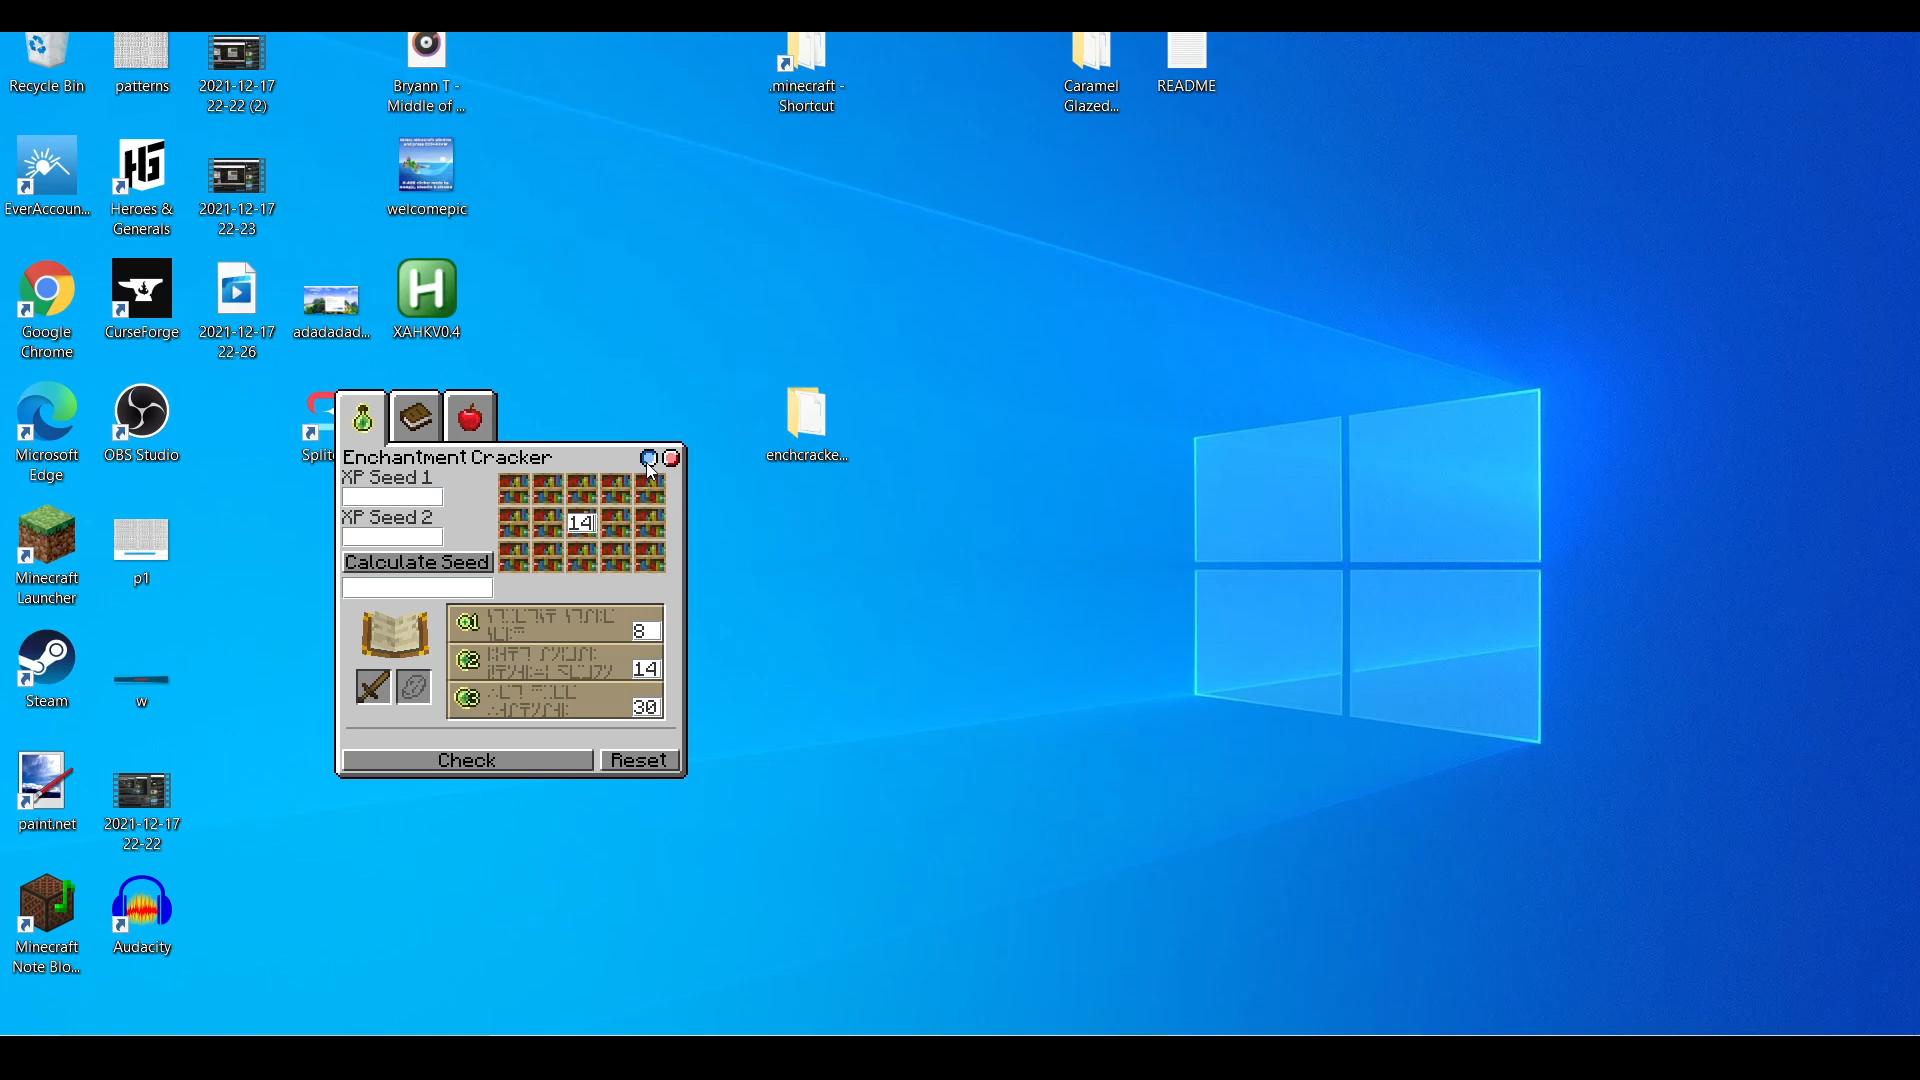 Recycle Bin
patterns
2021-12-17
22-22 (2)
Bryann T -
Middle of ...
.minecraft -
Shortcut
Caramel
Glazed...
README
EverAccoun...
Heroes &
Generals
2021-12-17
22-23
welcomepic
Google
Chrome
CurseForge
2021-12-17
22-26
adadadad...
XAHKV0.4
Microsoft
Edge
OBS Studio
enchcracke...
Enchantment Cracker
XP Seed 1
XP Seed 2
14
Calculate Seed
1
8
2
14
3
30
Check
Reset
Minecraft
Launcher
p1
Steam
w
paint.net
2021-12-17
22-22
Minecraft
Note Blo...
Audacity